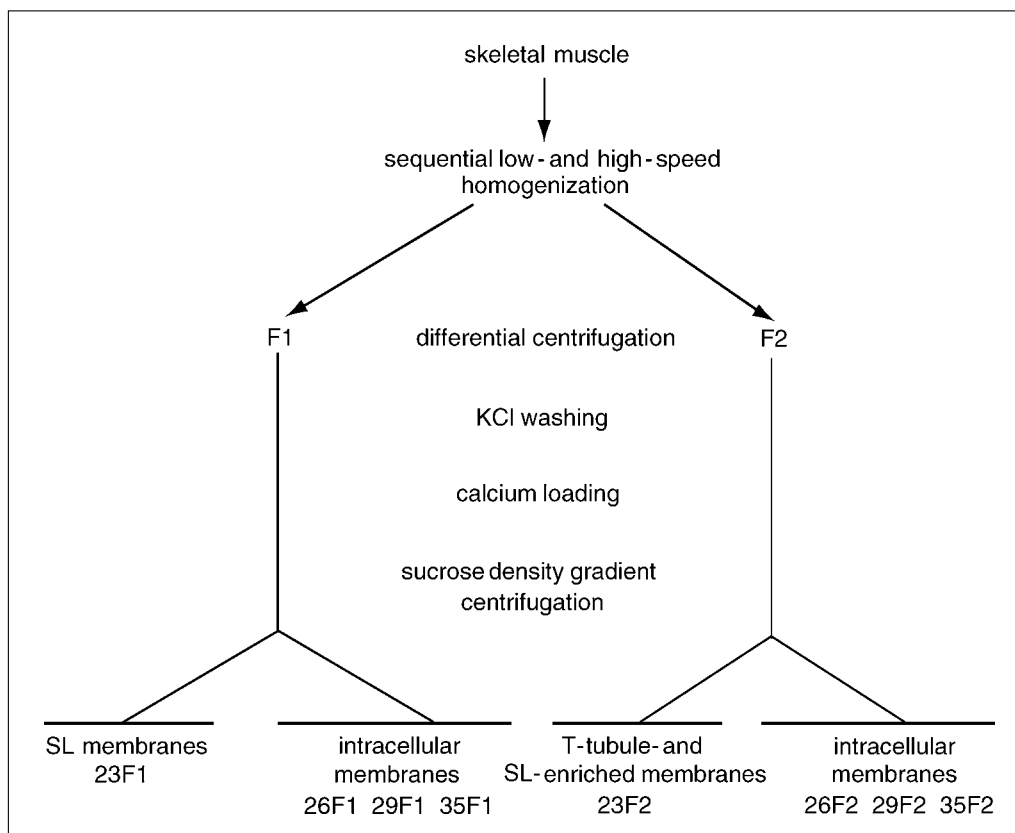 skeletal muscle
sequential low- and high-speed
homogenization
F1 differential centrifugation F2
KCl washing
calcium loading
sucrose density gradient
centrifugation
SL membranes
23F1
intracellular
membranes
26F1 29F1 35F1
T-tubule- and
SL-enriched membranes
23F2
intracellular
membranes
26F2 29F2 35F2